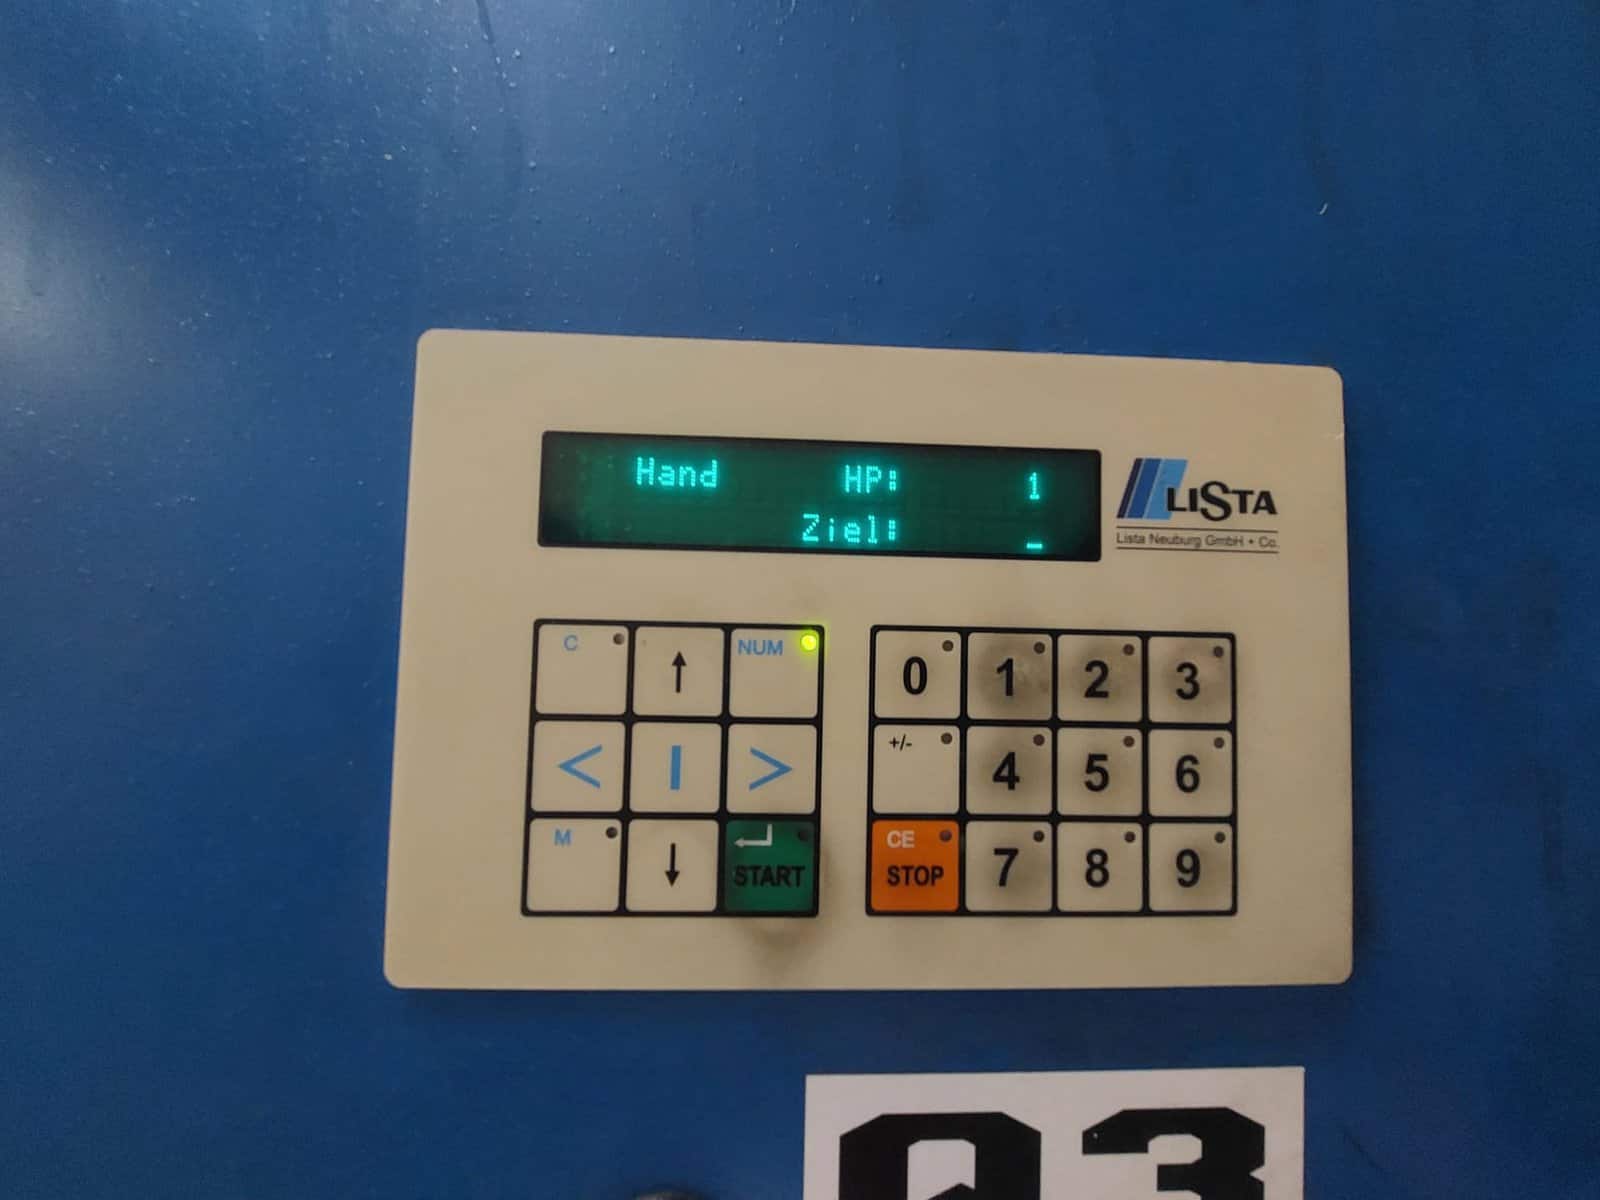 Hand HP: 1
Ziel: _
LISTA
Lista Neuburg GmbH • Co.
C ↑ NUM
< | >
M ↓ START
0 1 2 3
+/- 4 5 6
CE STOP 7 8 9